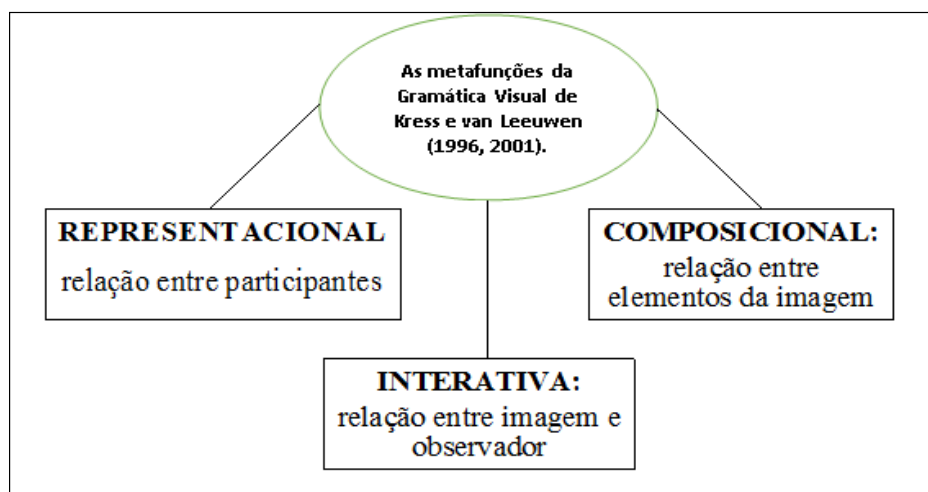 As metafunções da
Gramática Visual de
Kress e van Leeuwen
(1996, 2001).
REPRESENTACIONAL
relação entre participantes
COMPOSICIONAL:
relação entre
elementos da imagem
INTERATIVA:
relação entre imagem e
observador